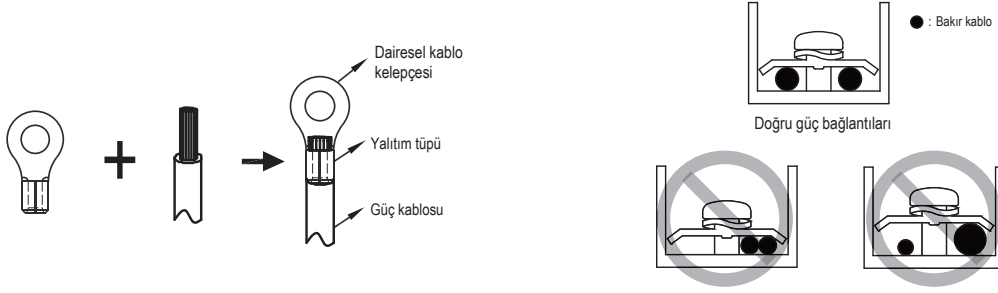 Dairesel kablo
kelepçesi
Yalıtım tüpü
Güç kablosu
: Bakır kablo
Doğru güç bağlantıları